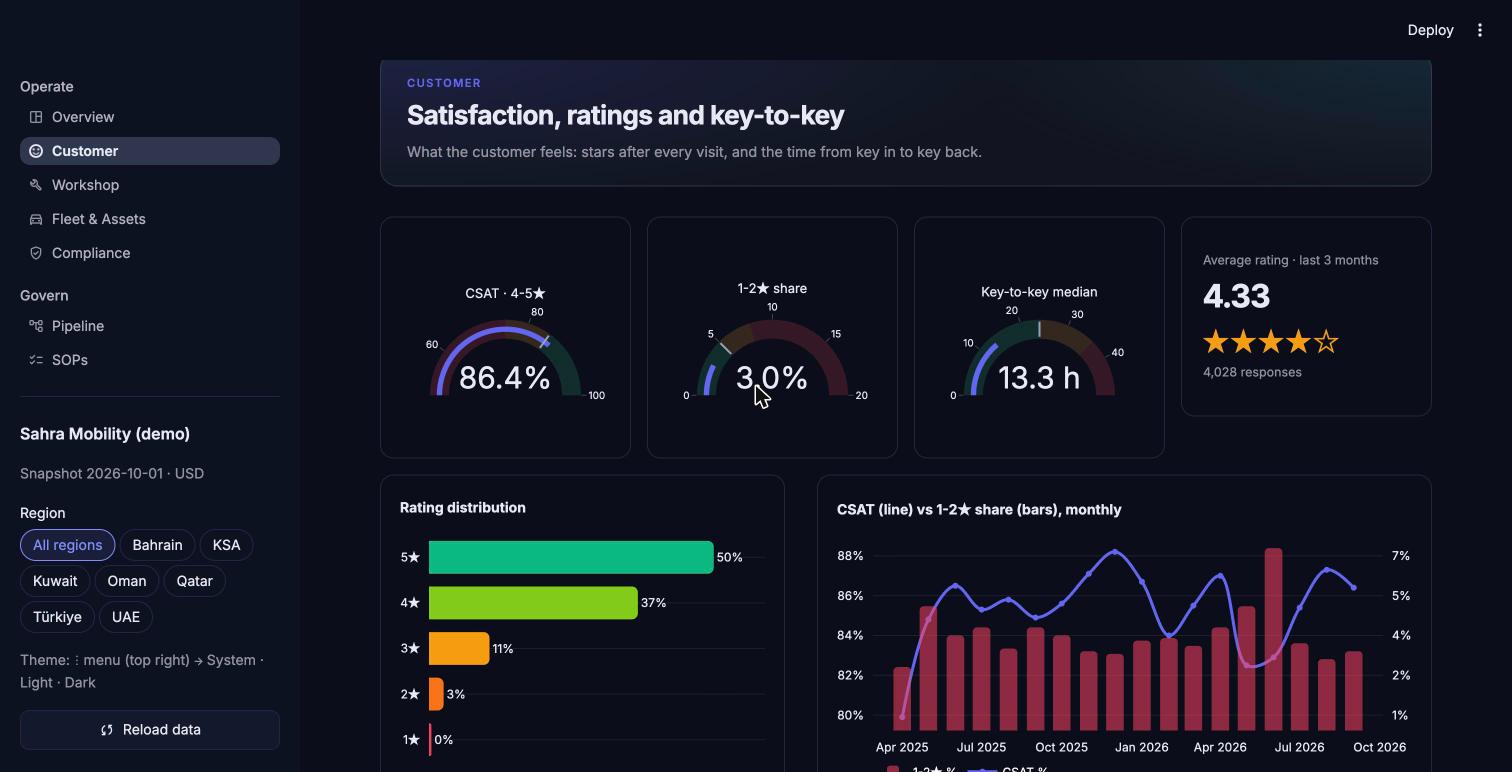 Deploy
Operate
Overview
Customer
Workshop
Fleet & Assets
Compliance
Govern
Pipeline
SOPs
Sahra Mobility (demo)
Snapshot 2026-10-01 · USD
Region
All regions
Bahrain
KSA
Kuwait
Oman
Qatar
Türkiye
UAE
Theme: ⋮ menu (top right) → System ·
Light · Dark
Reload data
CUSTOMER
Satisfaction, ratings and key-to-key
What the customer feels: stars after every visit, and the time from key in to key back.
CSAT · 4-5★
60
80
100
86.4%
1-2★ share
0
5
10
15
20
3.0%
Key-to-key median
0
10
20
30
40
13.3 h
Average rating · last 3 months
4.33
★★★★☆
4,028 responses
Rating distribution
5★ 50%
4★ 37%
3★ 11%
2★ 3%
1★ 0%
CSAT (line) vs 1-2★ share (bars), monthly
88% 7%
86% 5%
84% 4%
82% 2%
80% 1%
Apr 2025 Jul 2025 Oct 2025 Jan 2026 Apr 2026 Jul 2026 Oct 2026
1-2★ % CSAT %